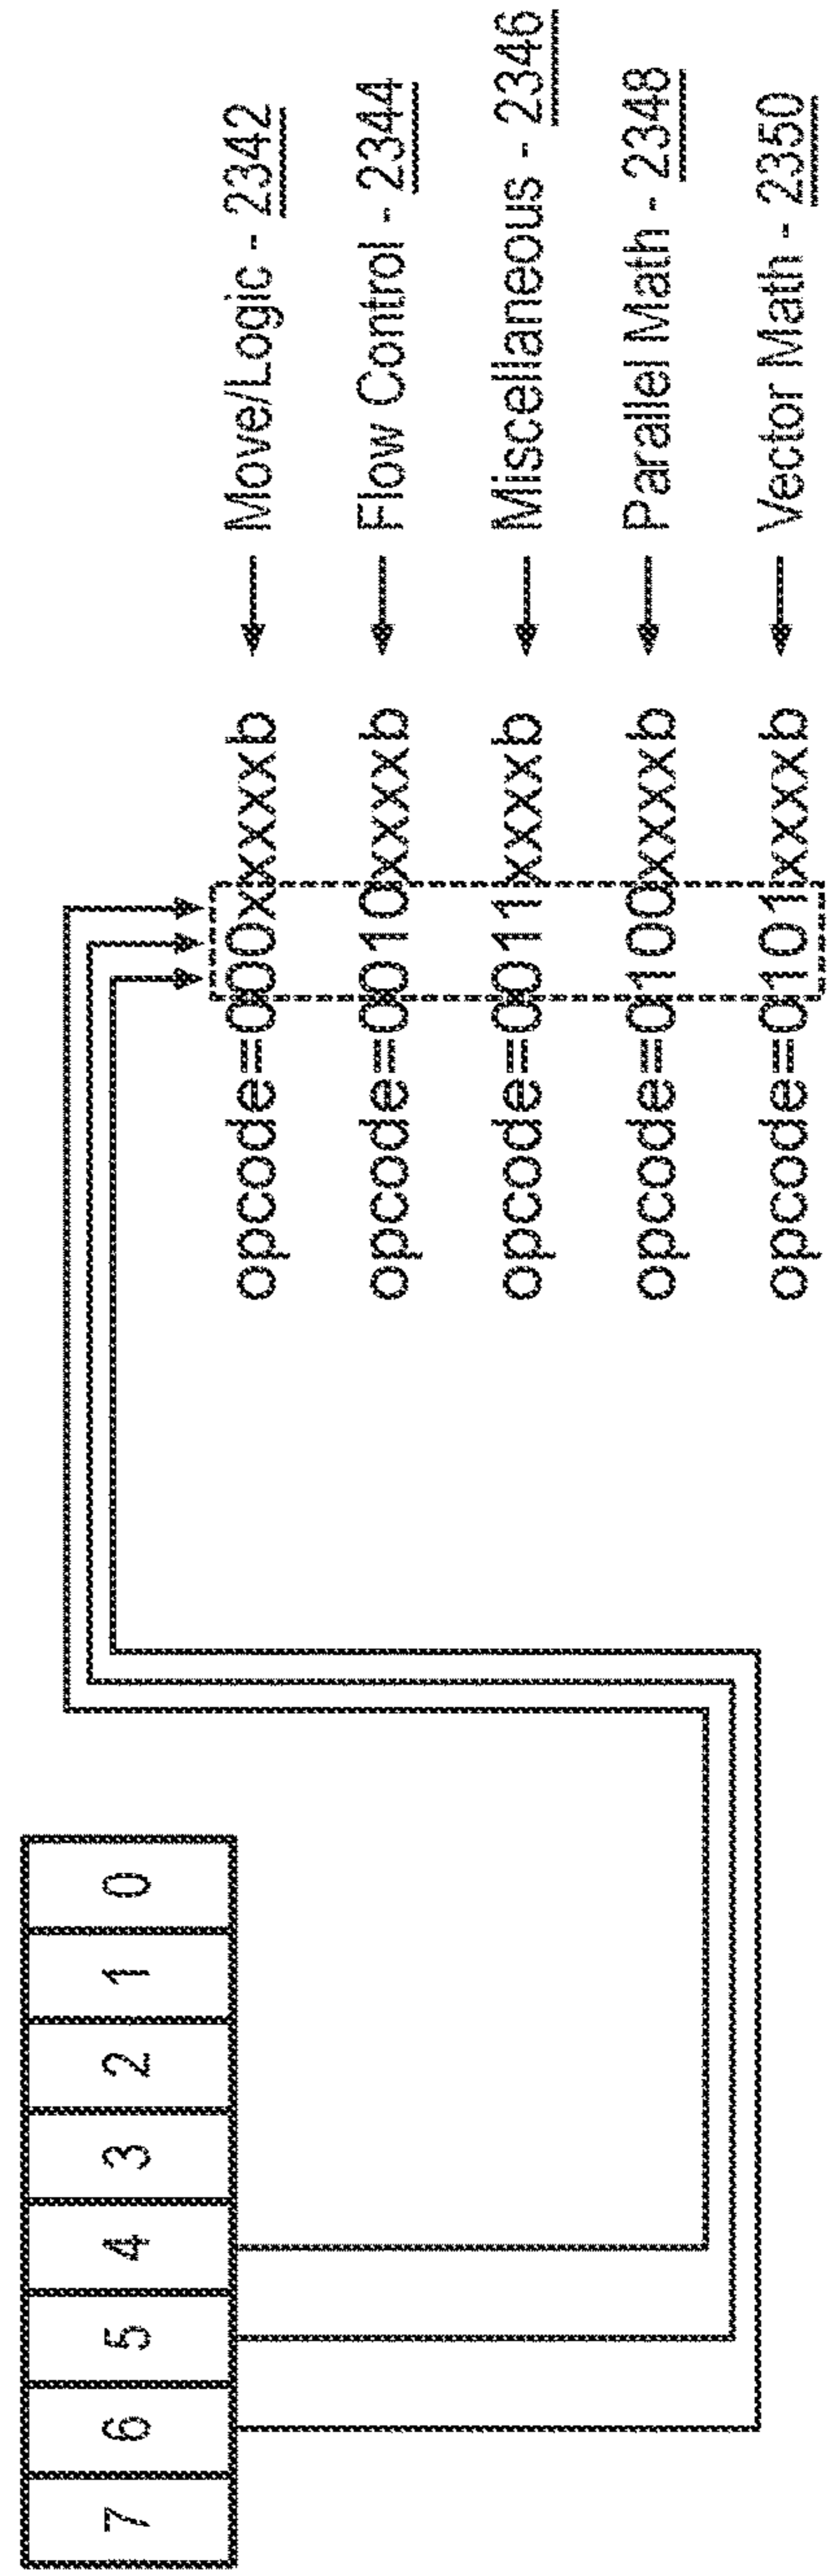 7 6 5 4 3 2 1 0
opcode=000xxxxxb ← Move/Logic - 2342
opcode=0010xxxxb ← Flow Control - 2344
opcode=0011xxxxb ← Miscellaneous - 2346
opcode=0100xxxxb ← Parallel Math - 2348
opcode=0101xxxxb ← Vector Math - 2350